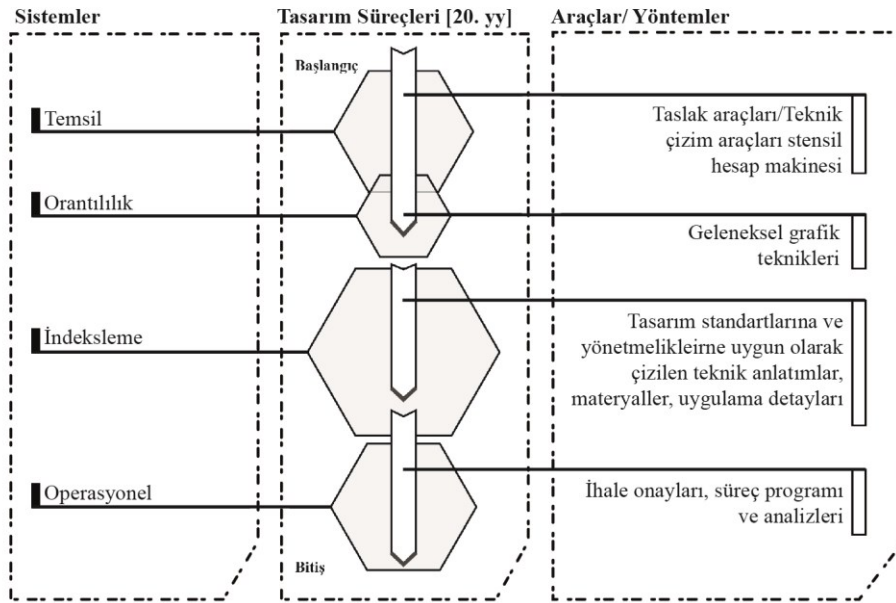 Sistemler
Tasarım Süreçleri [20. yy]
Araçlar/ Yöntemler
Başlangıç
Temsil
Taslak araçları/Teknik
çizim araçları stensil
hesap makinesi
Orantılılık
Geleneksel grafik
teknikleri
İndeksleme
Tasarım standartlarına ve
yönetmelikleirne uygun olarak
çizilen teknik anlatımlar,
materyaller, uygulama detayları
Operasyonel
İhale onayları, süreç programı
ve analizleri
Bitiş